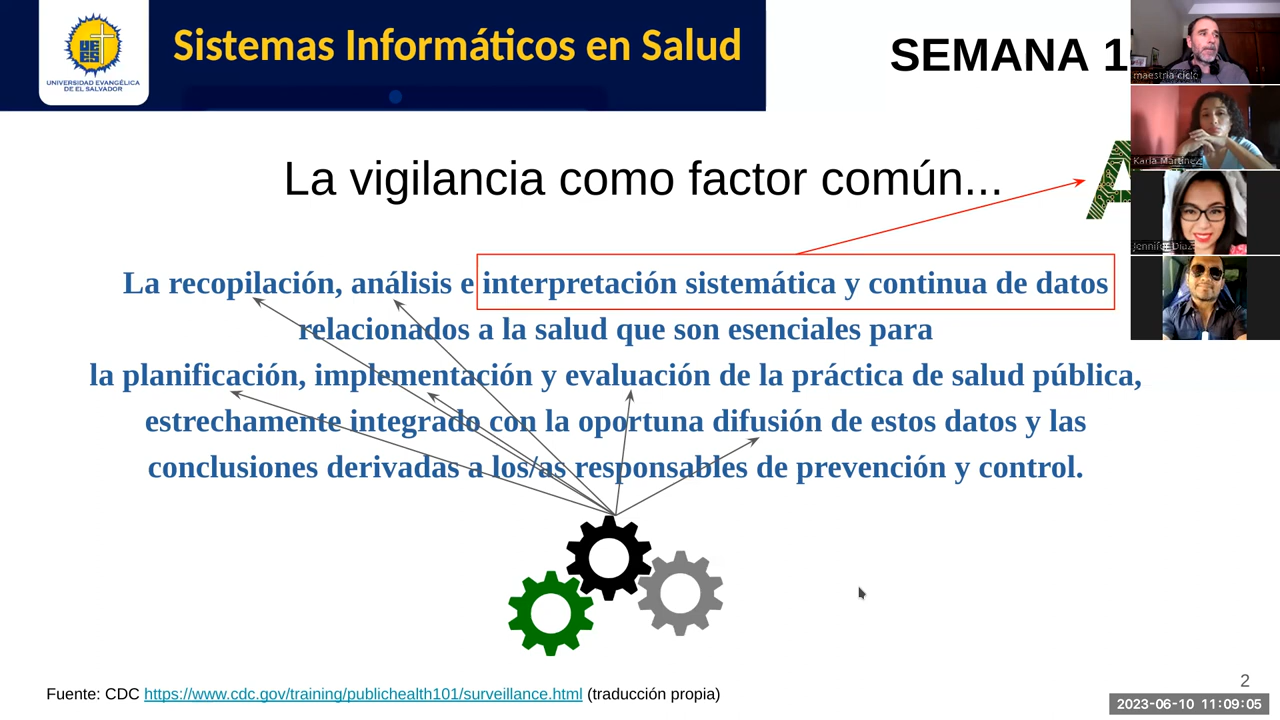 UNIVERSIDAD EVANGÉLICA
DE EL SALVADOR
Sistemas Informáticos en Salud
SEMANA 1
maestria ciclo
Karla Martínez
Jennifer Diaz
La vigilancia como factor común...
A
La recopilación, análisis e interpretación sistemática y continua de datos
relacionados a la salud que son esenciales para
la planificación, implementación y evaluación de la práctica de salud pública,
estrechamente integrado con la oportuna difusión de estos datos y las
conclusiones derivadas a los/as responsables de prevención y control.
Fuente: CDC https://www.cdc.gov/training/publichealth101/surveillance.html (traducción propia)
2
2023-06-10 11:09:05